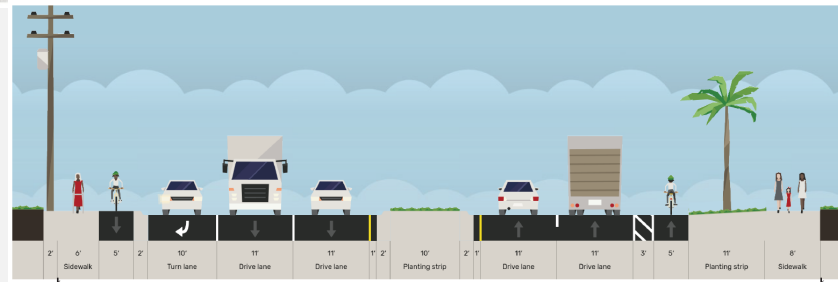 2' 6' 5' 2' 10' 11' 11' 1' 2' 10' 2' 1' 11' 11' 3' 5' 11' 8'
Sidewalk Turn lane Drive lane Drive lane Planting strip Drive lane Drive lane Planting strip Sidewalk